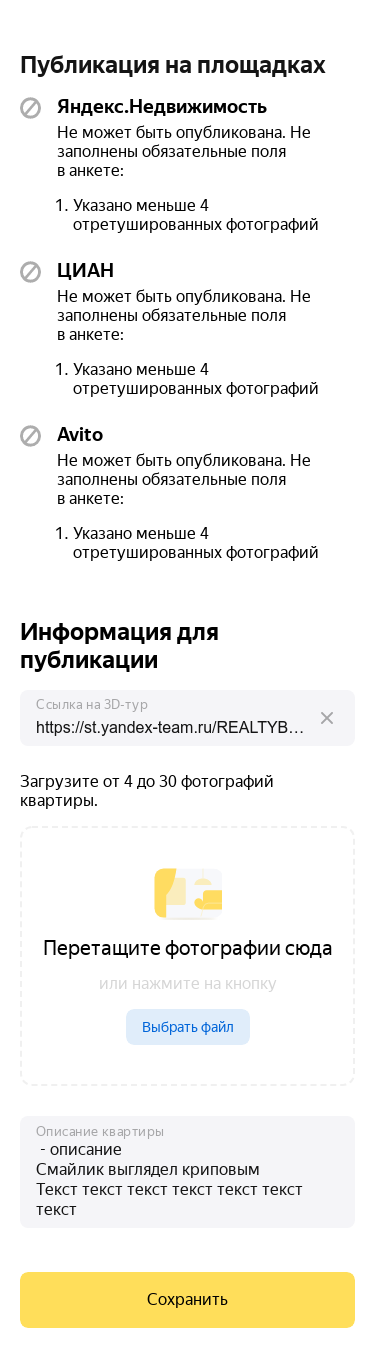 Публикация на площадках
Яндекс.Недвижимость
Не может быть опубликована. Не
заполнены обязательные поля
в анкете:
1. Указано меньше 4
отретушированных фотографий
ЦИАН
Не может быть опубликована. Не
заполнены обязательные поля
в анкете:
1. Указано меньше 4
отретушированных фотографий
Avito
Не может быть опубликована. Не
заполнены обязательные поля
в анкете:
1. Указано меньше 4
отретушированных фотографий
Информация для
публикации
Ссылка на 3D-тур
https://st.yandex-team.ru/REALTYB…
Загрузите от 4 до 30 фотографий
квартиры.
Перетащите фотографии сюда
или нажмите на кнопку
Выбрать файл
Описание квартиры
- описание
Смайлик выглядел криповым
Текст текст текст текст текст текст
текст
Сохранить